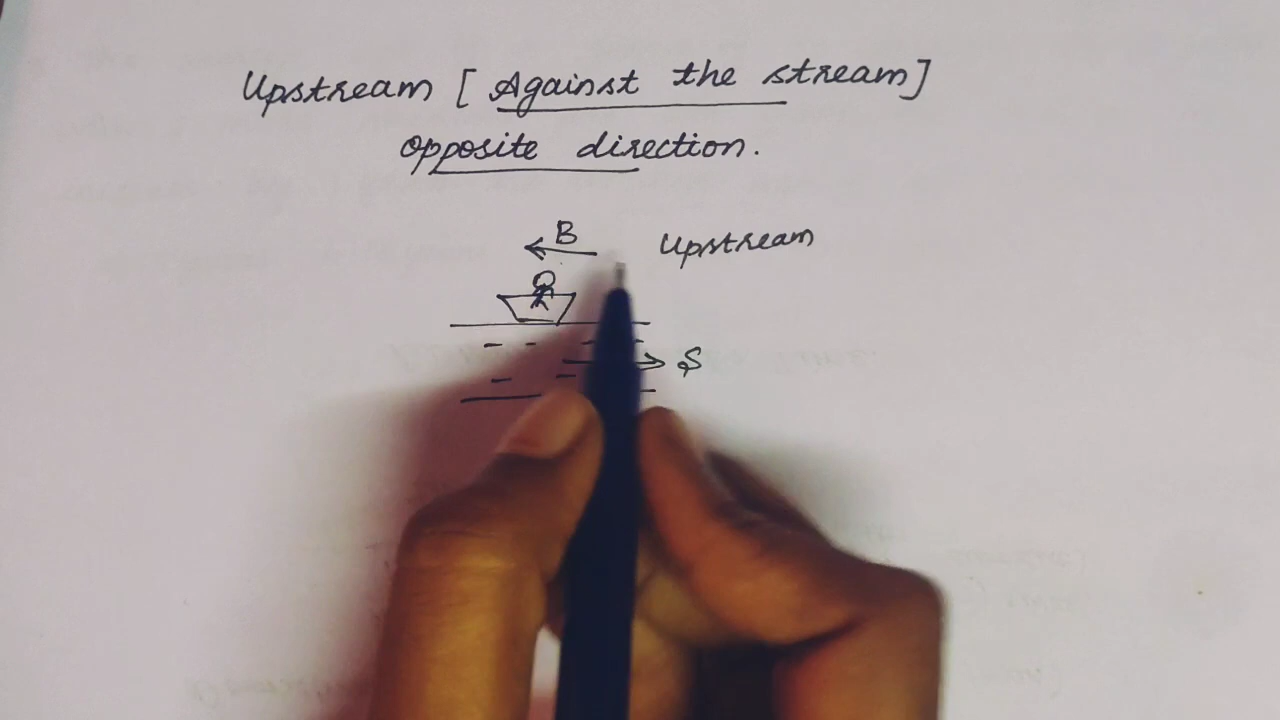 Upstream [Against the stream]
opposite direction.
B
Upstream
S